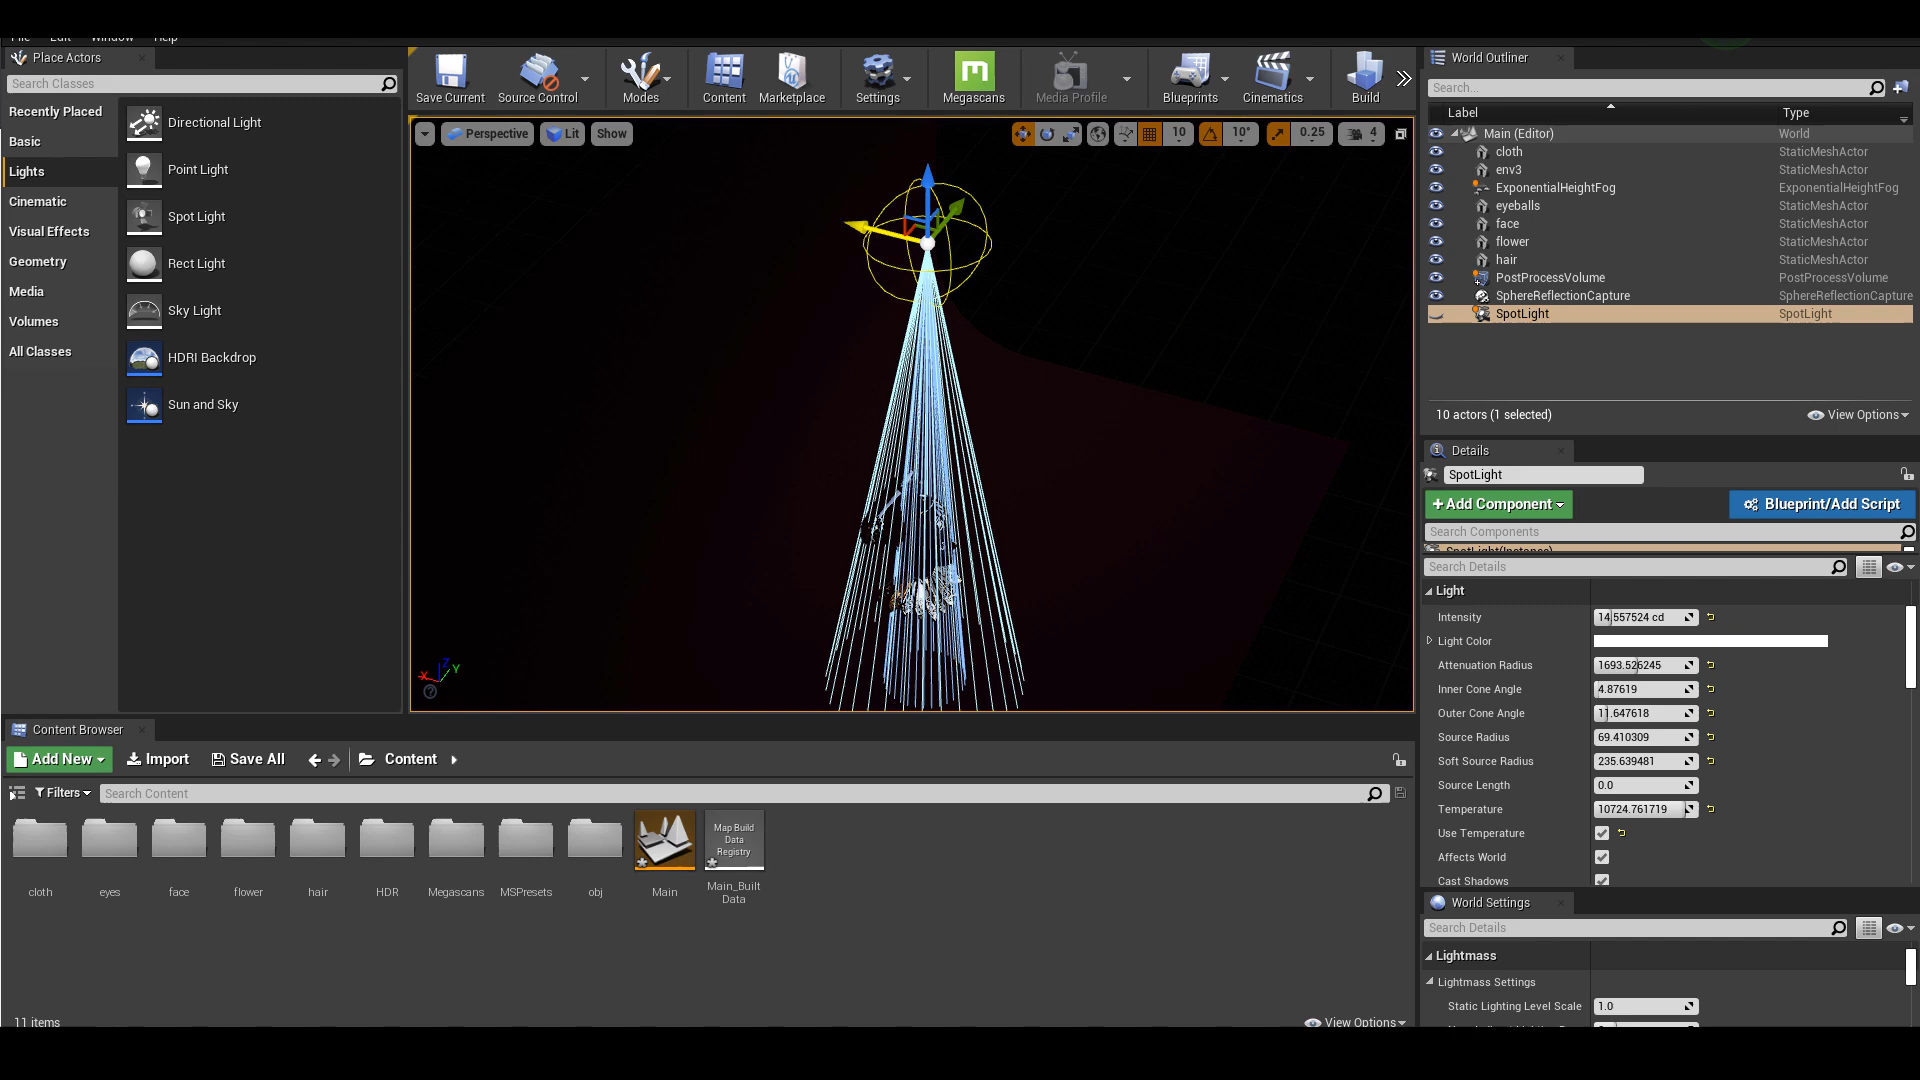 File Edit Window Help
Place Actors
Search Classes
Recently Placed
Basic
Lights
Cinematic
Visual Effects
Geometry
Media
Volumes
All Classes
Directional Light
Point Light
Spot Light
Rect Light
Sky Light
HDRI Backdrop
Sun and Sky
Save Current
Source Control
Modes
Content
Marketplace
Settings
Megascans
Media Profile
Blueprints
Cinematics
Build
Perspective
Lit
Show
10
10°
0.25
4
X
Z
Y
World Outliner
Search...
Label Type
Main (Editor) World
cloth StaticMeshActor
env3 StaticMeshActor
ExponentialHeightFog ExponentialHeightFog
eyeballs StaticMeshActor
face StaticMeshActor
flower StaticMeshActor
hair StaticMeshActor
PostProcessVolume PostProcessVolume
SphereReflectionCapture SphereReflectionCapture
SpotLight SpotLight
10 actors (1 selected) View Options
Details
SpotLight
+Add Component Blueprint/Add Script
Search Components
SpotLight(Instance)
Search Details
Light
Intensity 14.557524 cd
Light Color
Attenuation Radius 1693.526245
Inner Cone Angle 4.87619
Outer Cone Angle 11.647618
Source Radius 69.410309
Soft Source Radius 235.639481
Source Length 0.0
Temperature 10724.761719
Use Temperature
Affects World
Cast Shadows
World Settings
Search Details
Lightmass
Lightmass Settings
Static Lighting Level Scale 1.0
Content Browser
Add New Import Save All Content
Filters Search Content
Map Build
Data
Registry
cloth
eyes
face
flower
hair
HDR
Megascans
MSPresets
obj
Main
Main_Built
Data
11 items View Options